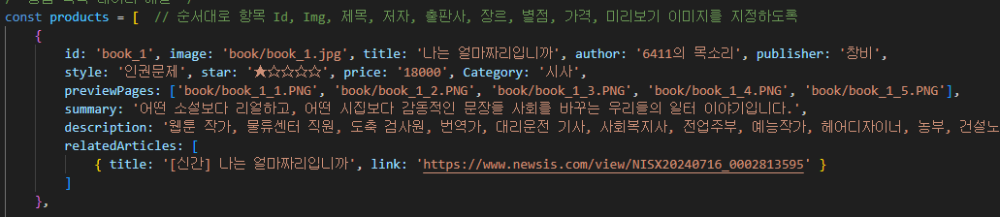 const products = [  // 순서대로 항목 Id, Img, 제목, 저자, 출판사, 장르, 별점, 가격, 미리보기 이미지를 지정하도록
{
id: 'book_1', image: 'book/book_1.jpg', title: '나는 얼마짜리입니까', author: '6411의 목소리', publisher: '창비',
style: '인권문제', star: '★☆☆☆☆', price: '18000', Category: '시사',
previewPages: ['book/book_1_1.PNG', 'book/book_1_2.PNG', 'book/book_1_3.PNG', 'book/book_1_4.PNG', 'book/book_1_5.PNG'],
summary: '어떤 소설보다 리얼하고, 어떤 시집보다 감동적인 문장들 사회를 바꾸는 우리들의 일터 이야기입니다.',
description: '웹툰 작가, 물류센터 직원, 도축 검사원, 번역가, 대리운전 기사, 사회복지사, 전업주부, 예능작가, 헤어디자이너, 농부, 건설노
relatedArticles: [
{ title: '[신간] 나는 얼마짜리입니까', link: 'https://www.newsis.com/view/NISX20240716_0002813595' }
]
},